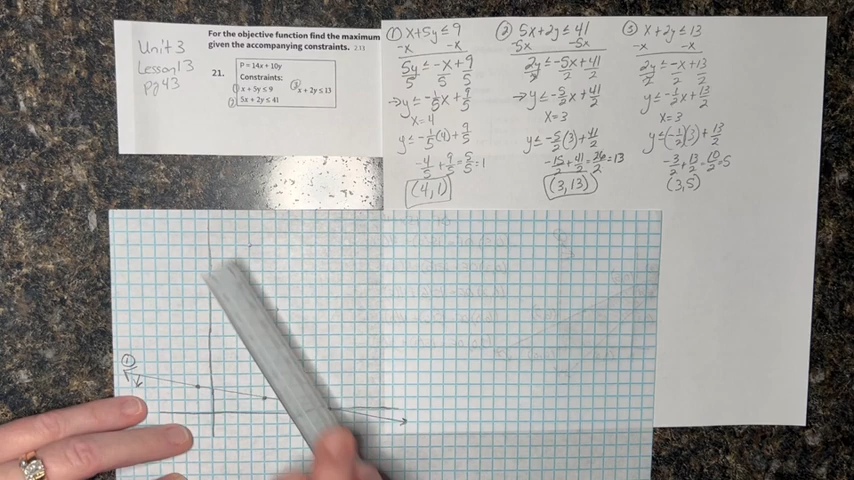 Unit 3
Lesson 13
pg 43
For the objective function find the maximum
given the accompanying constraints. 2.13
21.
P = 14x + 10y
Constraints:
① x + 5y ≤ 9
③ x + 2y ≤ 13
② 5x + 2y ≤ 41
① x+5y ≤ 9
-x -x
5y/5 ≤ -x/5 + 9/5
→ y ≤ -1/5x + 9/5
x=4
y ≤ -1/5(4) + 9/5
-4/5 + 9/5 = 5/5 = 1
(4,1)
② 5x+2y ≤ 41
-5x -5x
2y/2 ≤ -5x/2 + 41/2
→ y ≤ -5/2x + 41/2
x=3
y ≤ -5/2(3) + 41/2
-15/2 + 41/2 = 26/2 = 13
(3,13)
③ x+2y ≤ 13
-x -x
2y/2 ≤ -x/2 + 13/2
y ≤ -1/2x + 13/2
x=3
y ≤ (-1/2)(3) + 13/2
-3/2 + 13/2 = 10/2 = 5
(3,5)
①